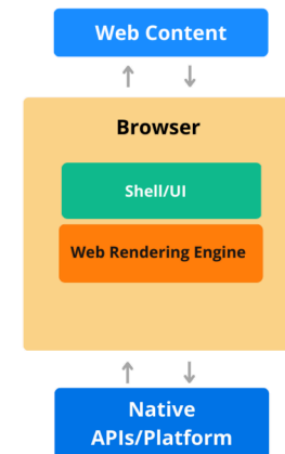 Web Content
Browser
Shell/UI
Web Rendering Engine
Native
APIs/Platform